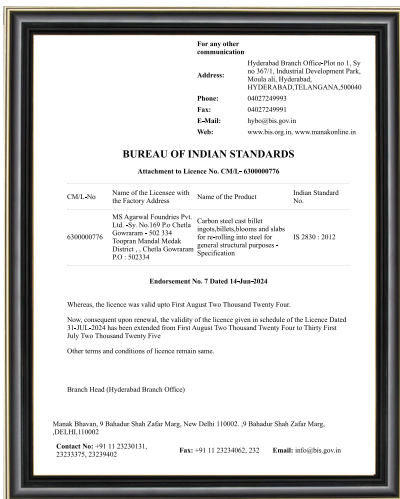 For any other
communication
Address:
Hyderabad Branch Office-Plot no 1, Sy
no 367/1, Industrial Development Park,
Moula ali, Hyderabad,
HYDERABAD,TELANGANA,500040
Phone: 04027249993
Fax: 04027249991
E-Mail: hybo@bis.gov.in
Web: www.bis.org.in, www.manakonline.in
BUREAU OF INDIAN STANDARDS
Attachment to Licence No. CM/L- 6300000776
CM/L-No
Name of the Licensee with
the Factory Address
Name of the Product
Indian Standard
No.
6300000776
MS Agarwal Foundries Pvt.
Ltd. -Sy. No.169 P.o Chetla
Gowraram - 502 334
Toopran Mandal Medak
District , , Chetla Gowraram
P.O : 502334
Carbon steel cast billet
ingots,billets,blooms and slabs
for re-rolling into steel for
general structural purposes -
Specification
IS 2830 : 2012
Endorsement No. 7 Dated 14-Jun-2024
Whereas, the licence was valid upto First August Two Thousand Twenty Four.
Now, consequent upon renewal, the validity of the licence given in schedule of the Licence Dated
31-JUL-2024 has been extended from First August Two Thousand Twenty Four to Thirty First
July Two Thousand Twenty Five
Other terms and conditions of licence remain same.
Branch Head (Hyderabad Branch Office)
Manak Bhavan, 9 Bahadur Shah Zafar Marg, New Delhi 110002. ,9 Bahadur Shah Zafar Marg,
,DELHI,110002
Contact No: +91 11 23230131,
23233375, 23239402
Fax: +91 11 23234062, 232
Email: info@bis.gov.in